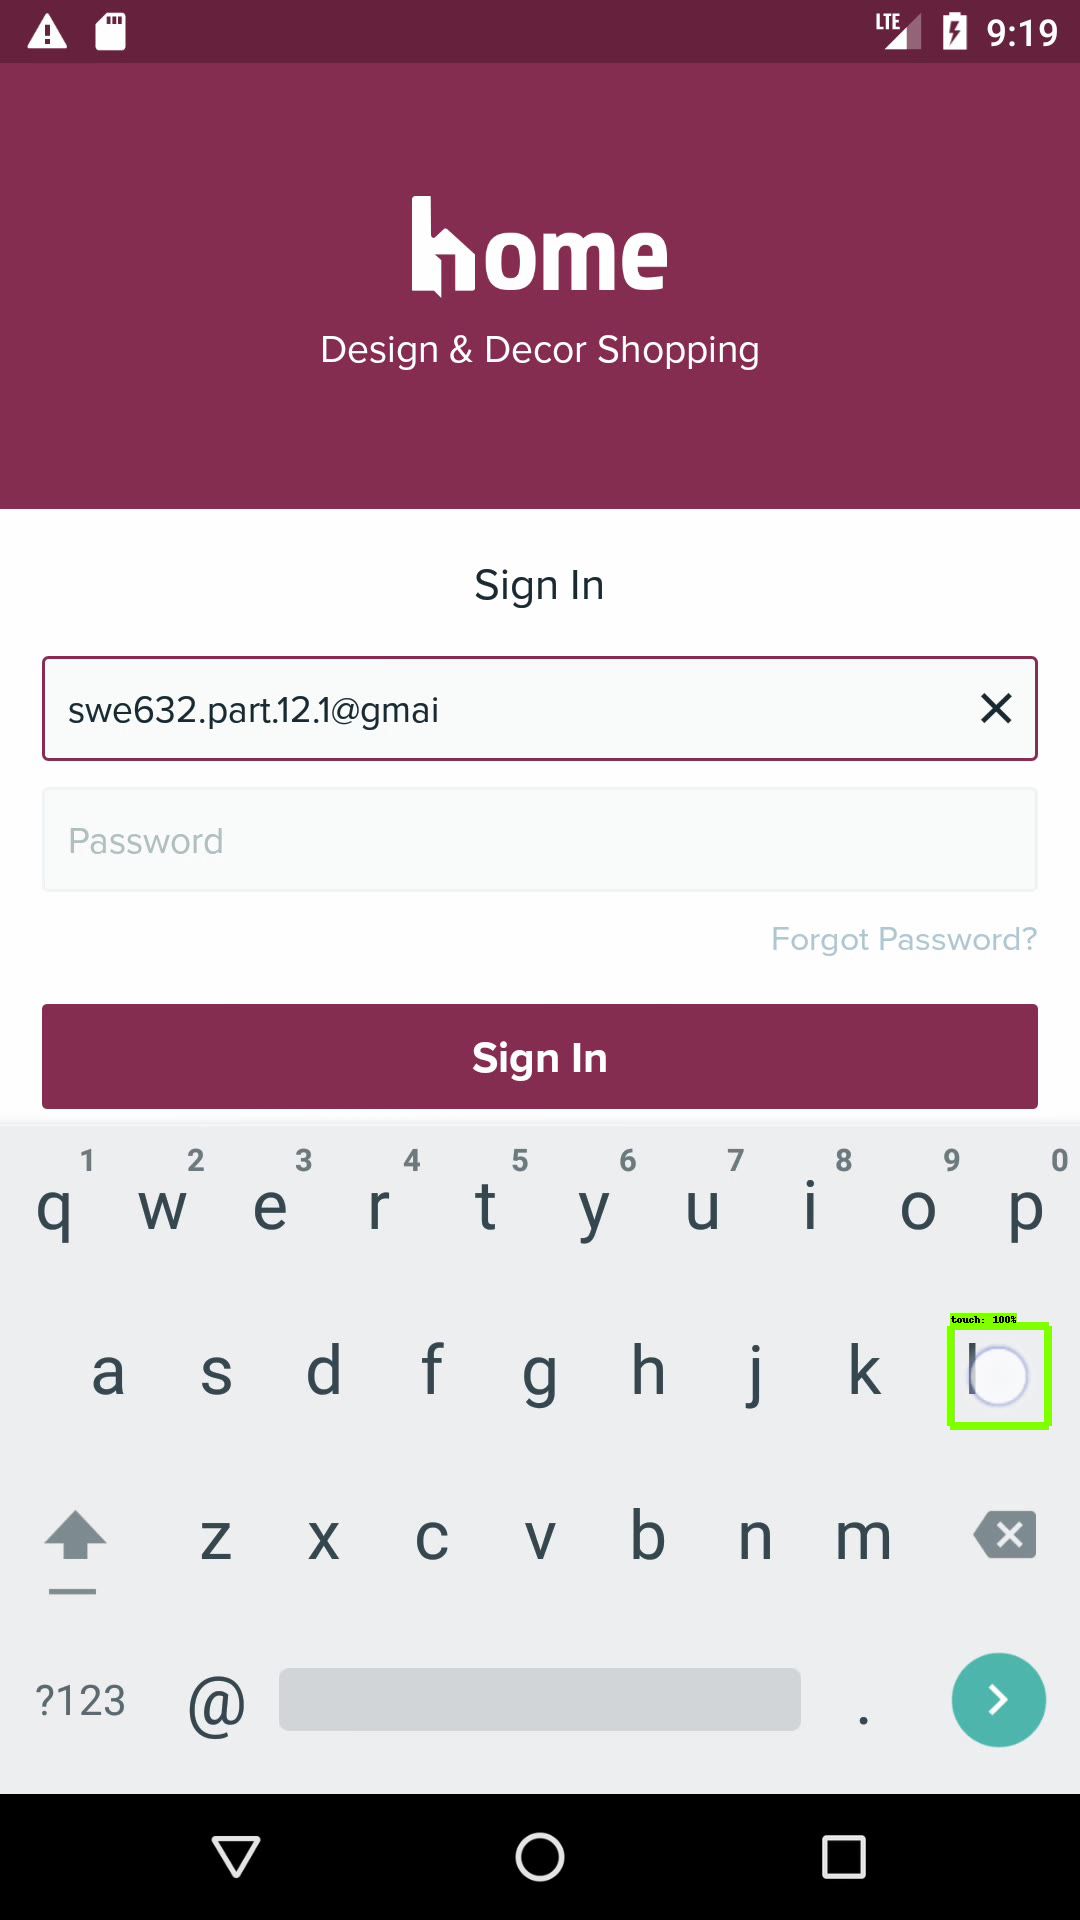 LTE 9:19
home
Design & Decor Shopping
Sign In
swe632.part.12.1@gmai
Password
Forgot Password?
Sign In
1 2 3 4 5 6 7 8 9 0
q w e r t y u i o p
touch: 100%
a s d f g h j k l
z x c v b n m
?123 @ .